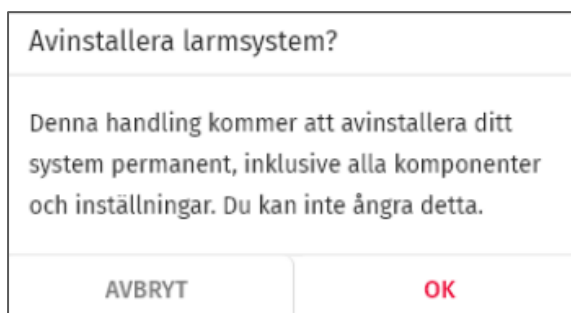 Avinstallera larmsystem?
Denna handling kommer att avinstallera ditt
system permanent, inklusive alla komponenter
och inställningar. Du kan inte ångra detta.
AVBRYT
OK